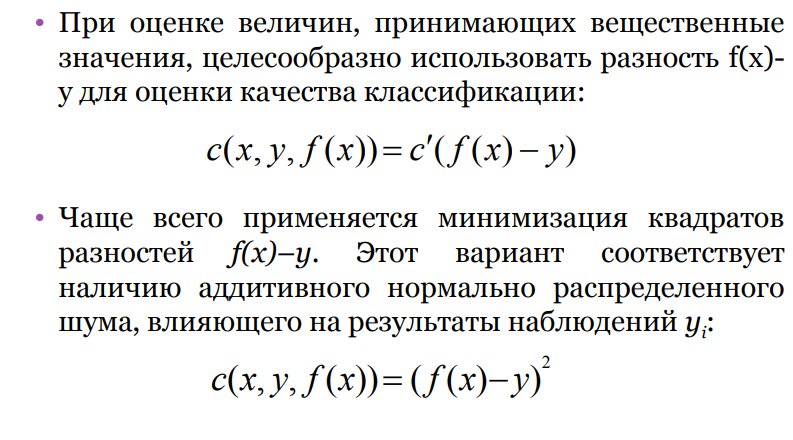 • При оценке величин, принимающих вещественные
значения, целесообразно использовать разность f(x)-
y для оценки качества классификации:
c(x, y, f(x)) = c′(f(x) − y)
• Чаще всего применяется минимизация квадратов
разностей f(x)–y. Этот вариант соответствует
наличию аддитивного нормально распределенного
шума, влияющего на результаты наблюдений yᵢ:
c(x, y, f(x)) = (f(x)−y)²